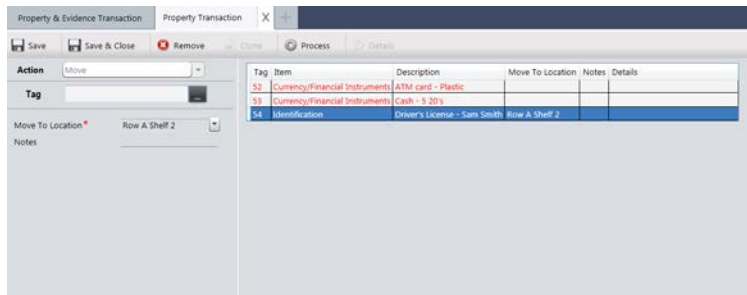 Property & Evidence Transaction Property Transaction X +
Save Save & Close Remove Clone Process Details
Action Move
Tag ...
Move To Location* Row A Shelf 2
Notes
Tag Item Description Move To Location Notes Details
52 Currency/Financial Instruments ATM card - Plastic
53 Currency/Financial Instruments Cash - 5 20's
54 Identification Driver's License - Sam Smith Row A Shelf 2